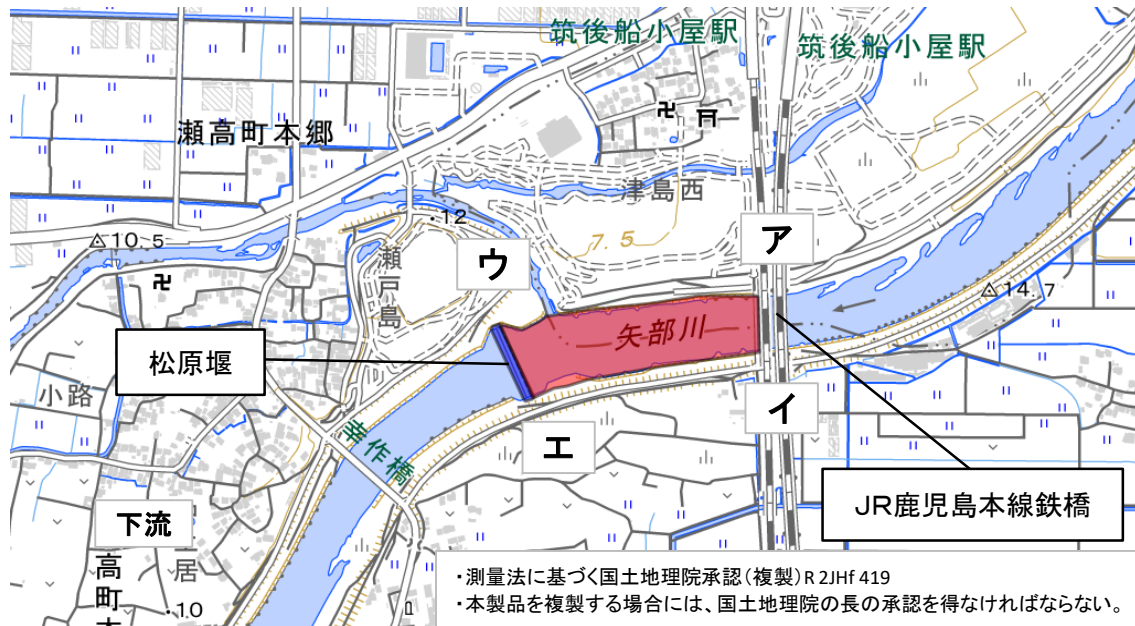 筑後船小屋駅
筑後船小屋駅
瀬高町本郷
津島西
・12
7.5
ア
10.5
ウ
瀬戸島
14.7
矢部川
松原堰
小路
イ
幸作橋
エ
JR鹿児島本線鉄橋
下流
高町本
居
・10
・測量法に基づく国土地理院承認(複製)R 2JHf 419
・本製品を複製する場合には、国土地理院の長の承認を得なければならない。